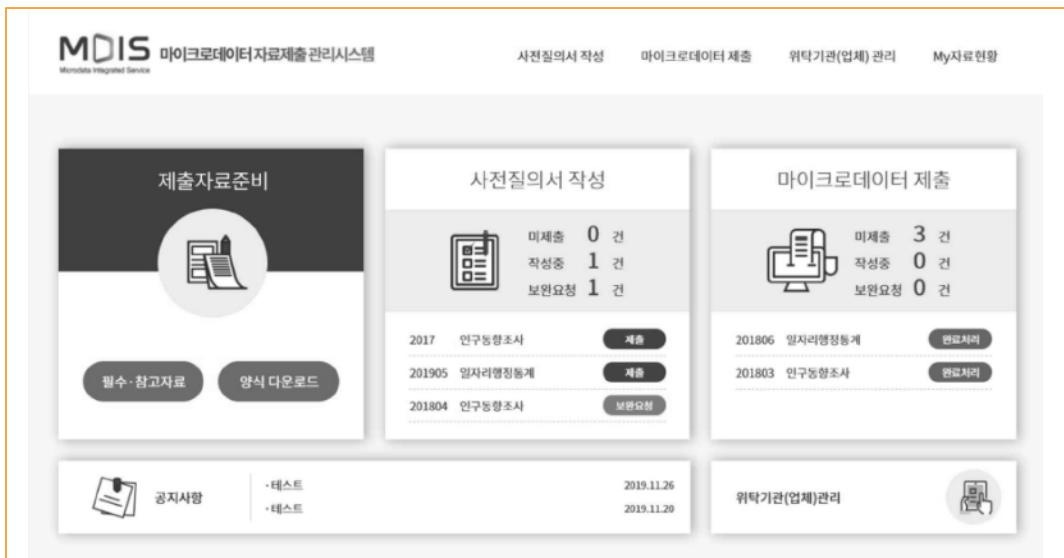 MDIS 마이크로데이터 자료제출 관리시스템
Microdata Integrated Service
사전질의서 작성 마이크로데이터 제출 위탁기관(업체) 관리 My자료현황
제출자료준비
필수·참고자료 양식 다운로드
사전질의서 작성
미제출 0 건
작성중 1 건
보완요청 1 건
2017 인구동향조사 제출
201905 일자리행정통계 제출
201804 인구동향조사 보완요청
마이크로데이터 제출
미제출 3 건
작성중 0 건
보완요청 0 건
201806 일자리행정통계 완료처리
201803 인구동향조사 완료처리
공지사항
·테스트 2019.11.26
·테스트 2019.11.20
위탁기관(업체)관리